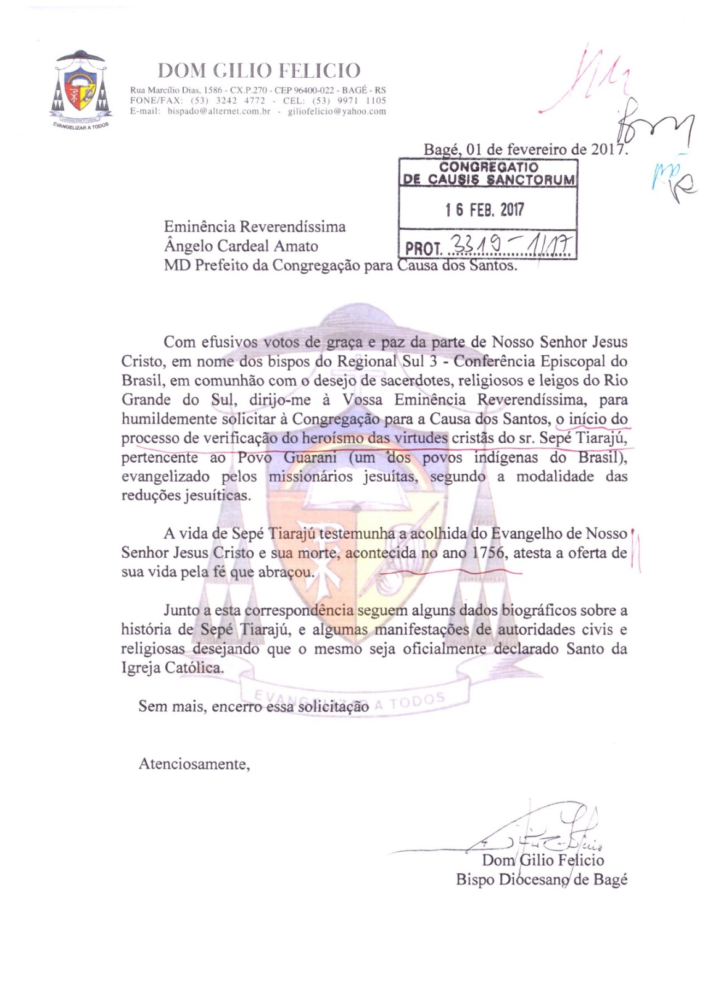 DOM GILIO FELICIO
Rua Marcílio Dias, 1586 - CX.P.270 - CEP 96400-022 - BAGÉ - RS
FONE/FAX: (53) 3242 4772 - CEL: (53) 9971 1105
E-mail: bispado@alternet.com.br - giliofelicio@yahoo.com
EVANGELIZAR A TODOS
Bagé, 01 de fevereiro de 2017.
CONGREGATIO
DE CAUSIS SANCTORUM
16 FEB. 2017
PROT. 3319-1/17
Eminência Reverendíssima
Ângelo Cardeal Amato
MD Prefeito da Congregação para Causa dos Santos.
Com efusivos votos de graça e paz da parte de Nosso Senhor Jesus
Cristo, em nome dos bispos do Regional Sul 3 - Conferência Episcopal do
Brasil, em comunhão com o desejo de sacerdotes, religiosos e leigos do Rio
Grande do Sul, dirijo-me à Vossa Eminência Reverendíssima, para
humildemente solicitar à Congregação para a Causa dos Santos, o início do
processo de verificação do heroísmo das virtudes cristãs do sr. Sepé Tiarajú,
pertencente ao Povo Guarani (um dos povos indígenas do Brasil),
evangelizado pelos missionários jesuítas, segundo a modalidade das
reduções jesuíticas.
A vida de Sepé Tiarajú testemunha a acolhida do Evangelho de Nosso
Senhor Jesus Cristo e sua morte, acontecida no ano 1756, atesta a oferta de
sua vida pela fé que abraçou.
Junto a esta correspondência seguem alguns dados biográficos sobre a
história de Sepé Tiarajú, e algumas manifestações de autoridades civis e
religiosas desejando que o mesmo seja oficialmente declarado Santo da
Igreja Católica.
EVANGELIZAR A TODOS
Sem mais, encerro essa solicitação
Atenciosamente,
Dom Gilio Felicio
Bispo Diocesano de Bagé